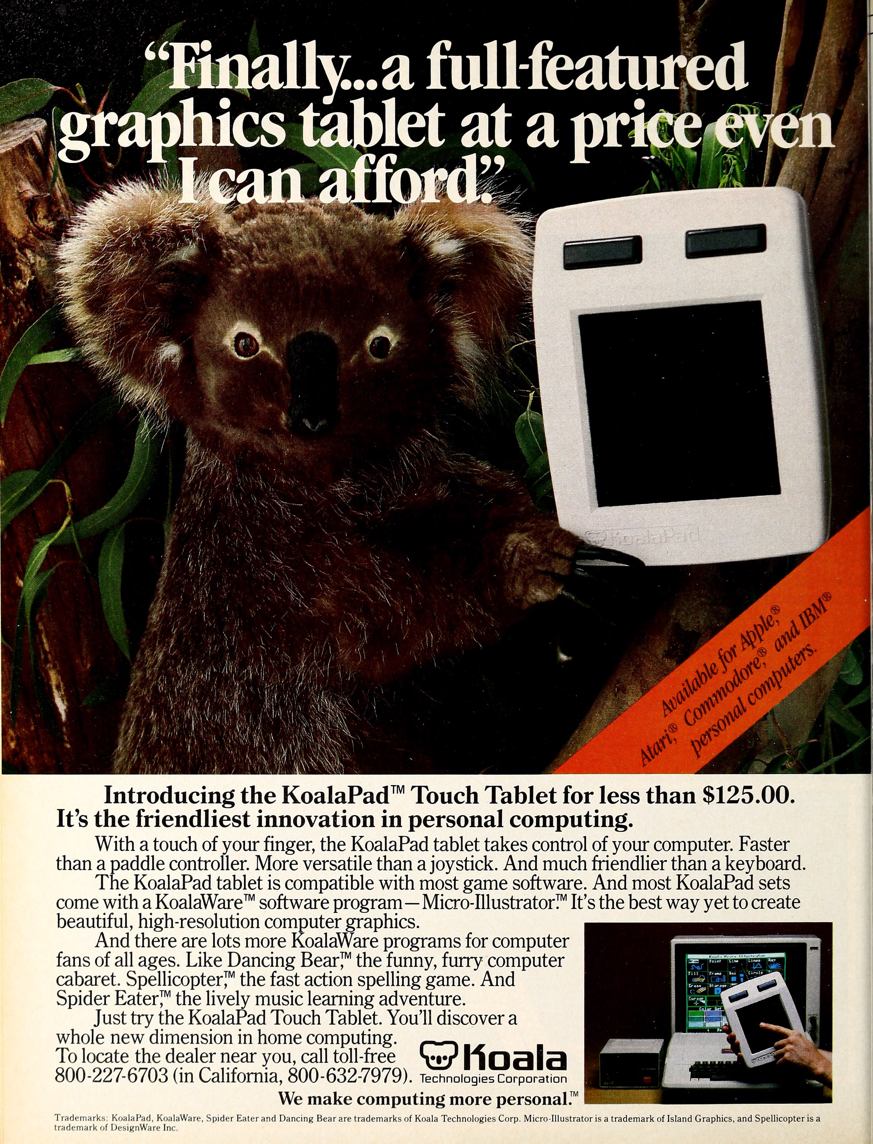 “Finally...a full-featured
graphics tablet at a price even
I can afford.”
KoalaPad
Available for Apple,®
Atari,® Commodore,® and IBM®
personal computers.
Introducing the KoalaPad™ Touch Tablet for less than $125.00.
It's the friendliest innovation in personal computing.
With a touch of your finger, the KoalaPad tablet takes control of your computer. Faster
than a paddle controller. More versatile than a joystick. And much friendlier than a keyboard.
The KoalaPad tablet is compatible with most game software. And most KoalaPad sets
come with a KoalaWare™ software program—Micro-Illustrator.™ It's the best way yet to create
beautiful, high-resolution computer graphics.
And there are lots more KoalaWare programs for computer
fans of all ages. Like Dancing Bear,™ the funny, furry computer
cabaret. Spellicopter,™ the fast action spelling game. And
Spider Eater,™ the lively music learning adventure.
Just try the KoalaPad Touch Tablet. You'll discover a
whole new dimension in home computing.
To locate the dealer near you, call toll-free
800-227-6703 (in California, 800-632-7979).
Koala
Technologies Corporation
We make computing more personal.™
Trademarks: KoalaPad, KoalaWare, Spider Eater and Dancing Bear are trademarks of Koala Technologies Corp. Micro-Illustrator is a trademark of Island Graphics, and Spellicopter is a
trademark of DesignWare Inc.